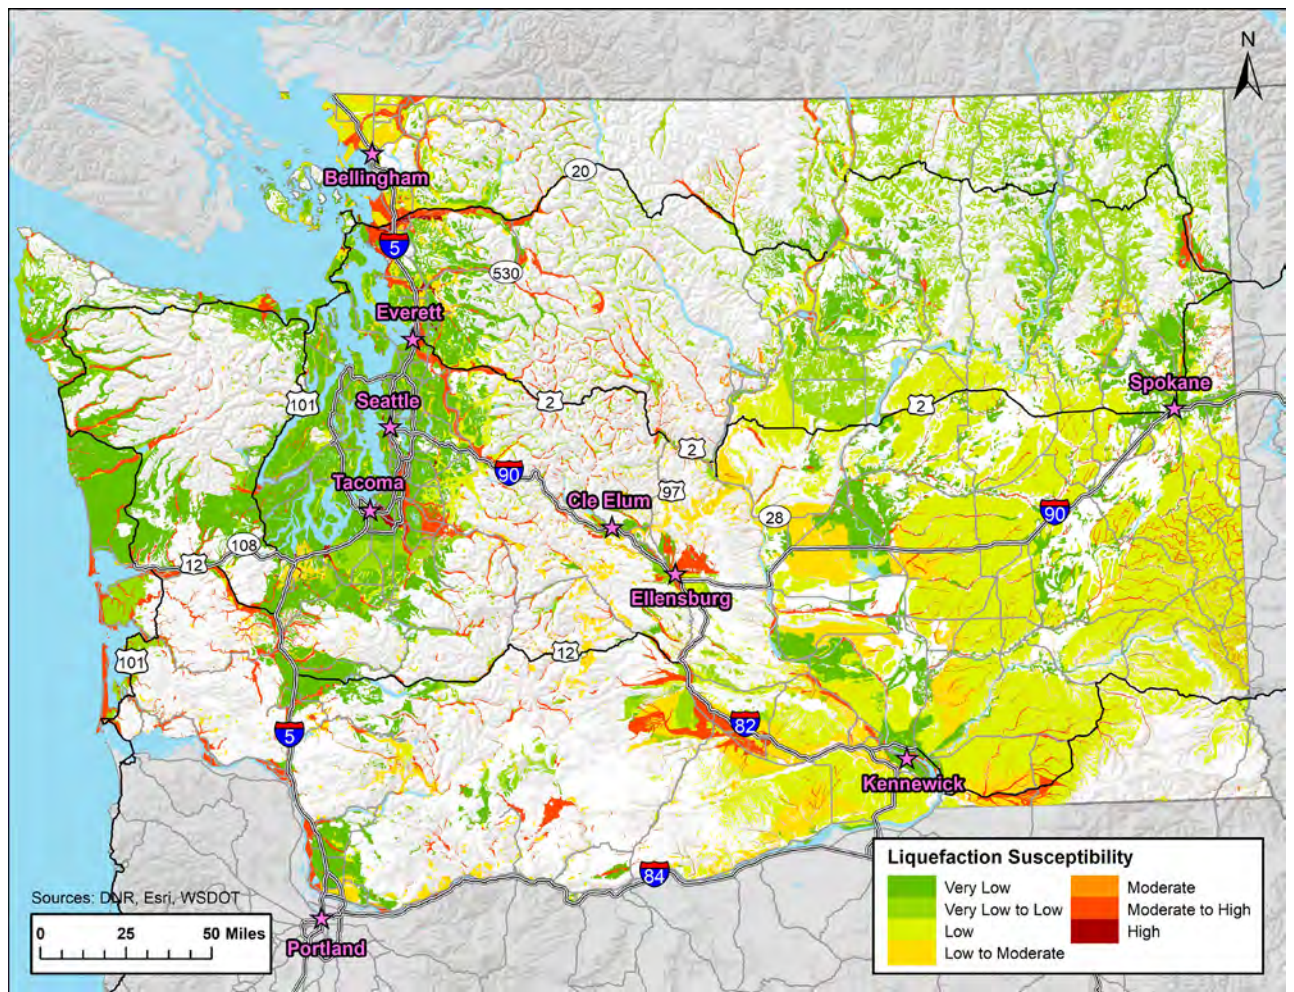 N
20
Bellingham
5
530
Everett
101
Seattle
2
2
Spokane
2
90
97
Tacoma
Cle Elum
28
90
108
12
Ellensburg
101
12
5
82
Kennewick
84
Portland
Sources: DNR, Esri, WSDOT
0 25 50 Miles
Liquefaction Susceptibility
Very Low
Very Low to Low
Low
Low to Moderate
Moderate
Moderate to High
High